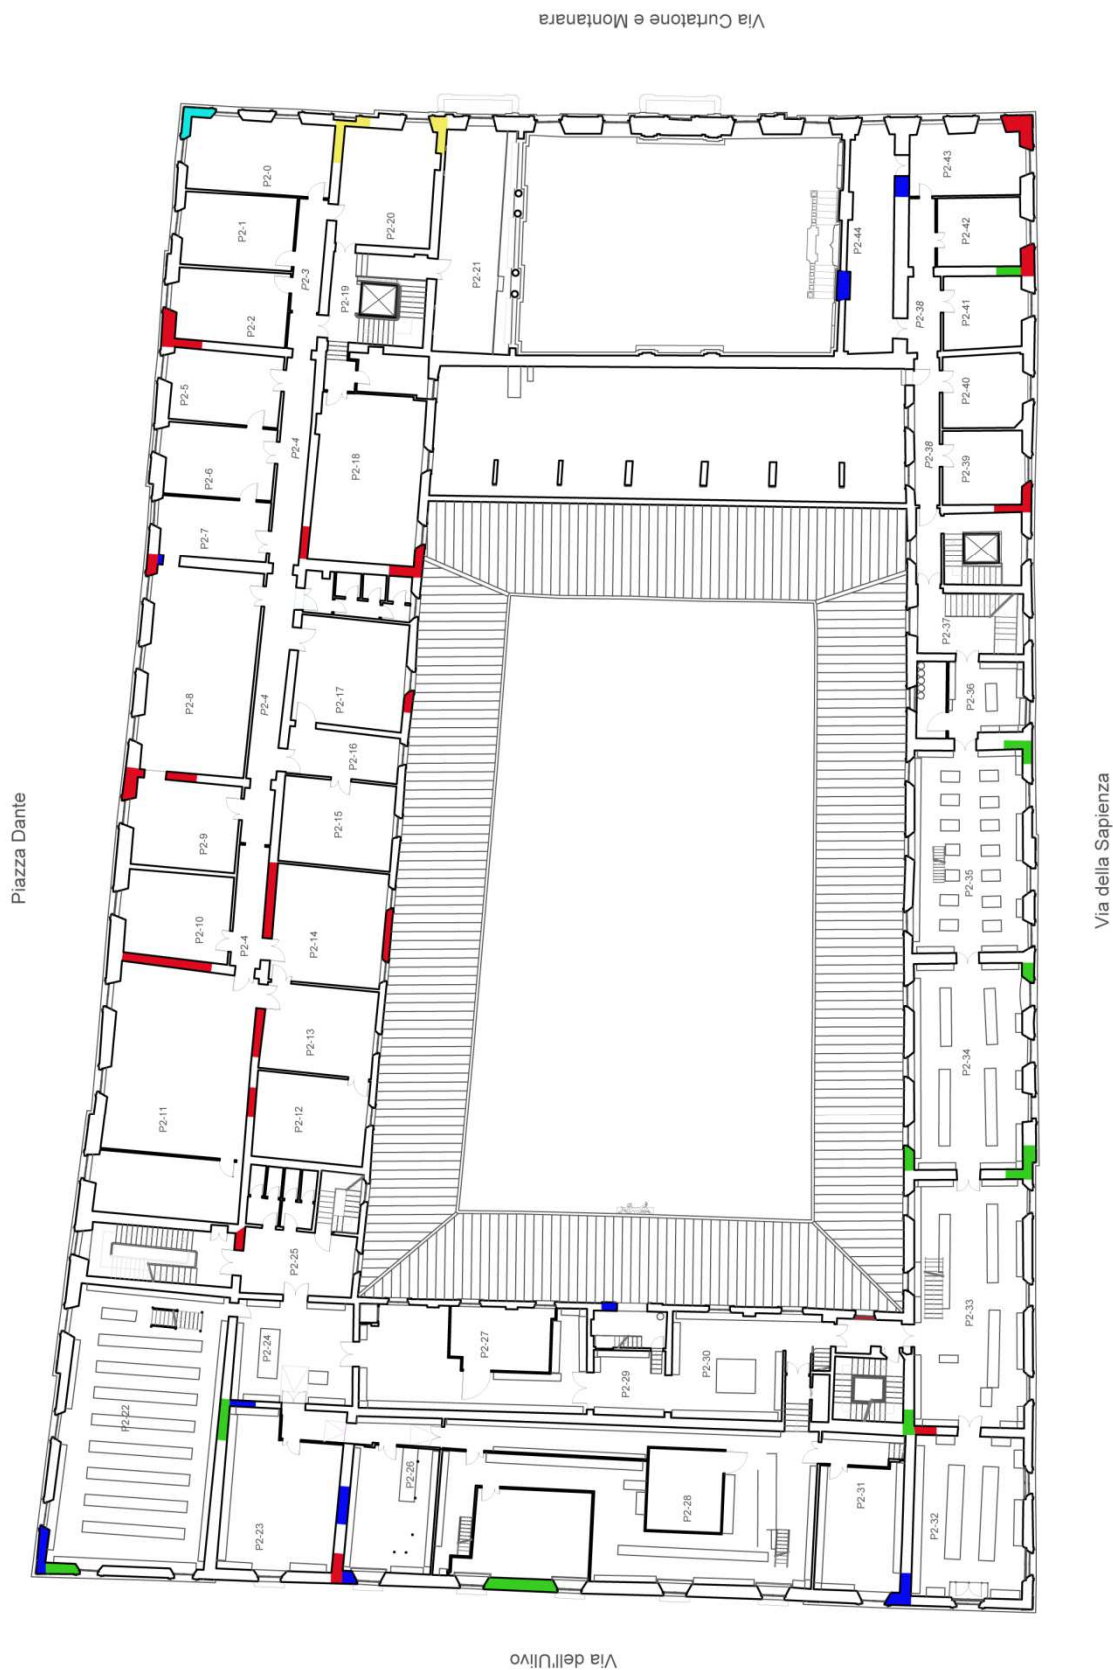 Via Curtatone e Montanara
P2-0
P2-43
P2-1
P2-20
P2-44
P2-42
P2-3
P2-21
P2-2
P2-19
P2-38
P2-41
P2-5
P2-40
P2-4
P2-6
P2-18
P2-38
P2-39
P2-7
P2-37
P2-8
P2-4
P2-17
P2-36
P2-16
Piazza Dante
P2-9
P2-15
Via della Sapienza
P2-35
P2-10
P2-4
P2-14
P2-13
P2-34
P2-11
P2-12
P2-25
P2-33
P2-24
P2-27
P2-29
P2-30
P2-22
P2-26
P2-31
P2-28
P2-23
P2-32
Via dell'Ulivo